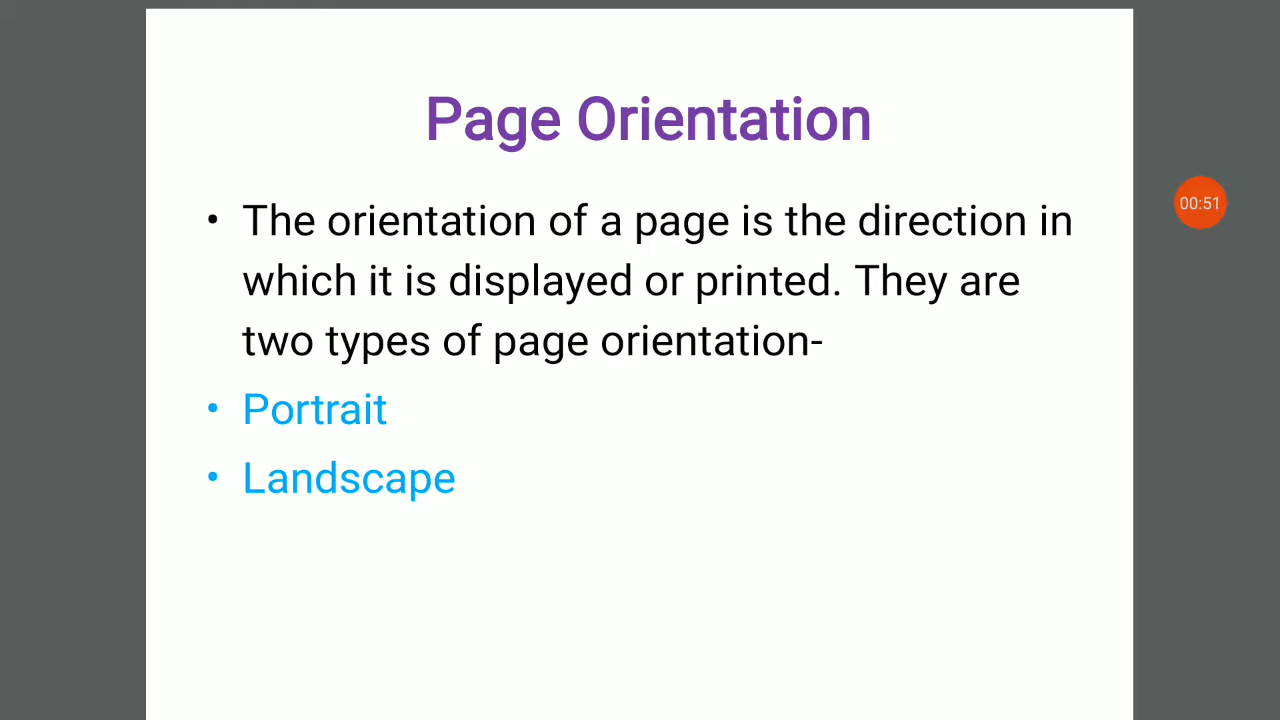 Page Orientation
• The orientation of a page is the direction in
which it is displayed or printed. They are
two types of page orientation-
• Portrait
• Landscape
00:51